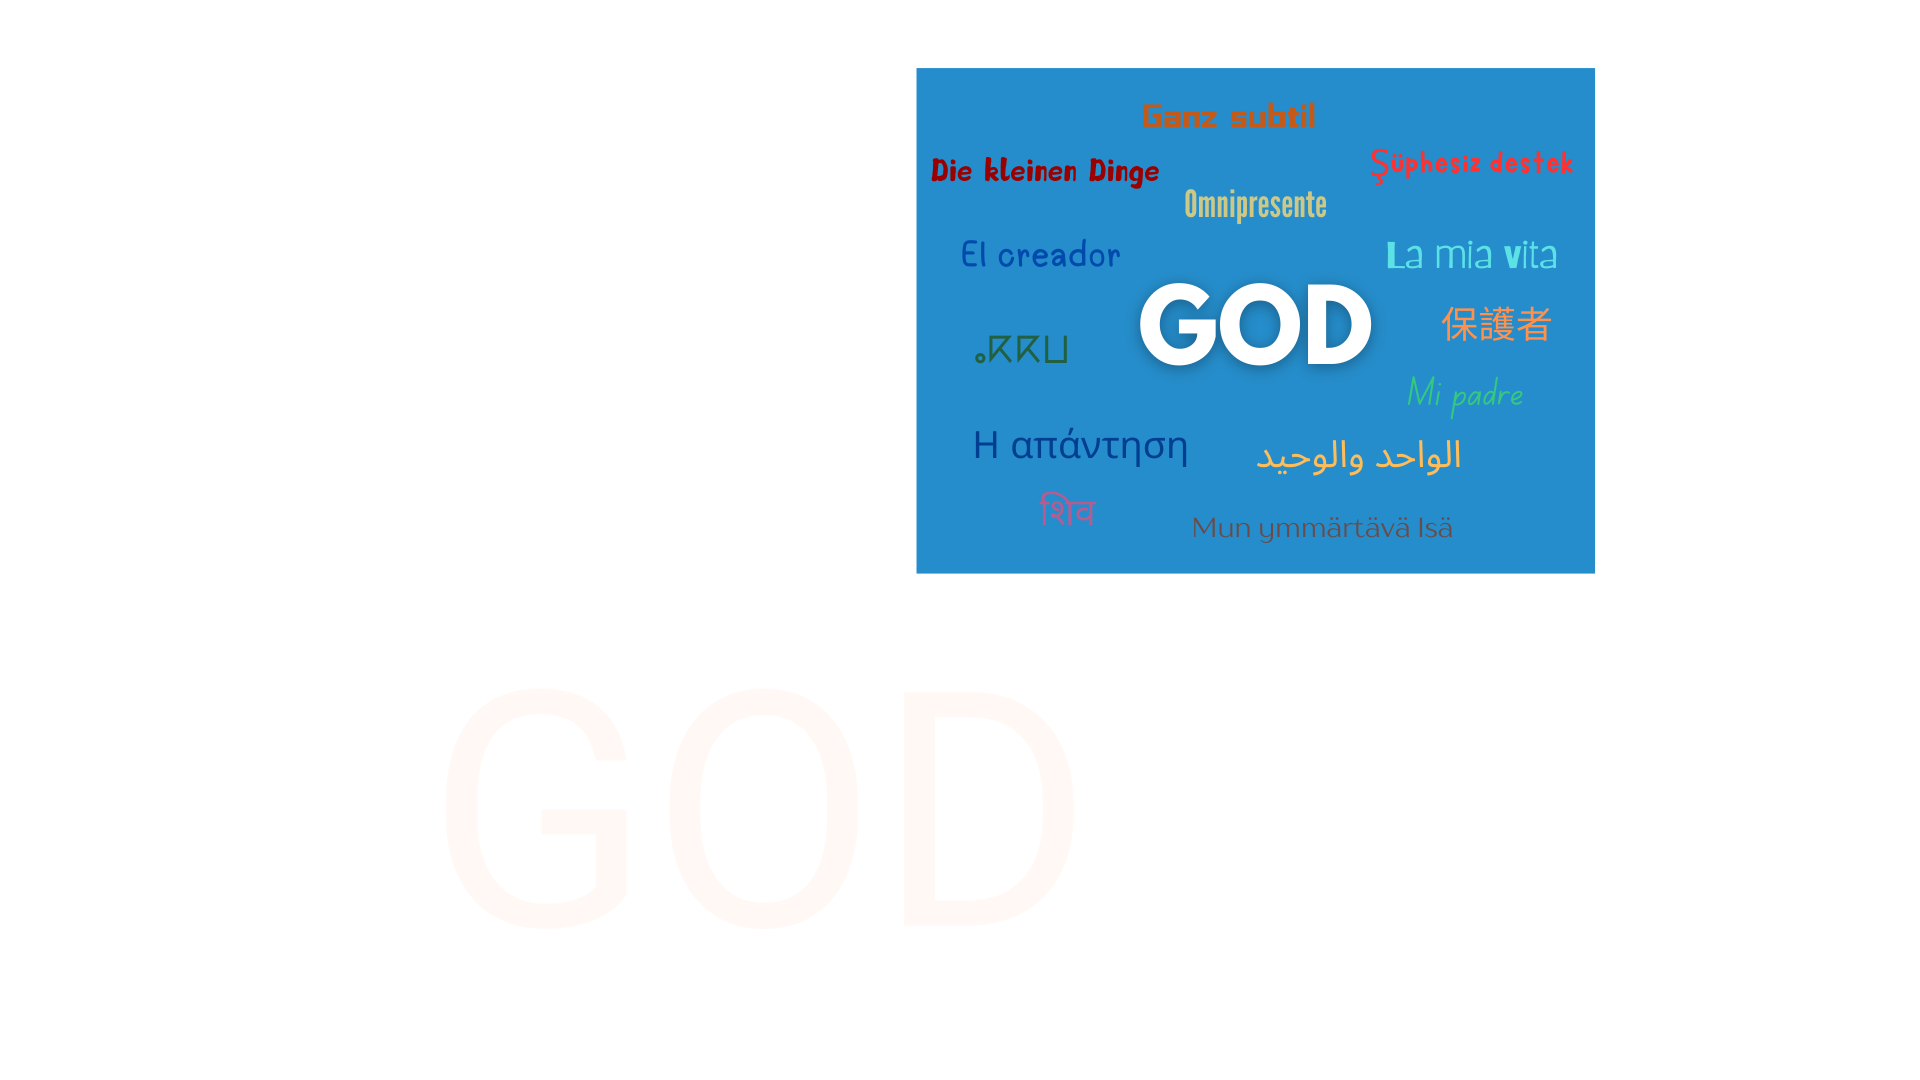 Ganz subtil
Die kleinen Dinge
Şüphesiz destek
Omnipresente
El creador
La mia vita
GOD
保護者
ⴰⴽⴽⵡ
Mi padre
Η απάντηση
الواحد والوحيد
शिव
Mun ymmärtävä Isä
GOD